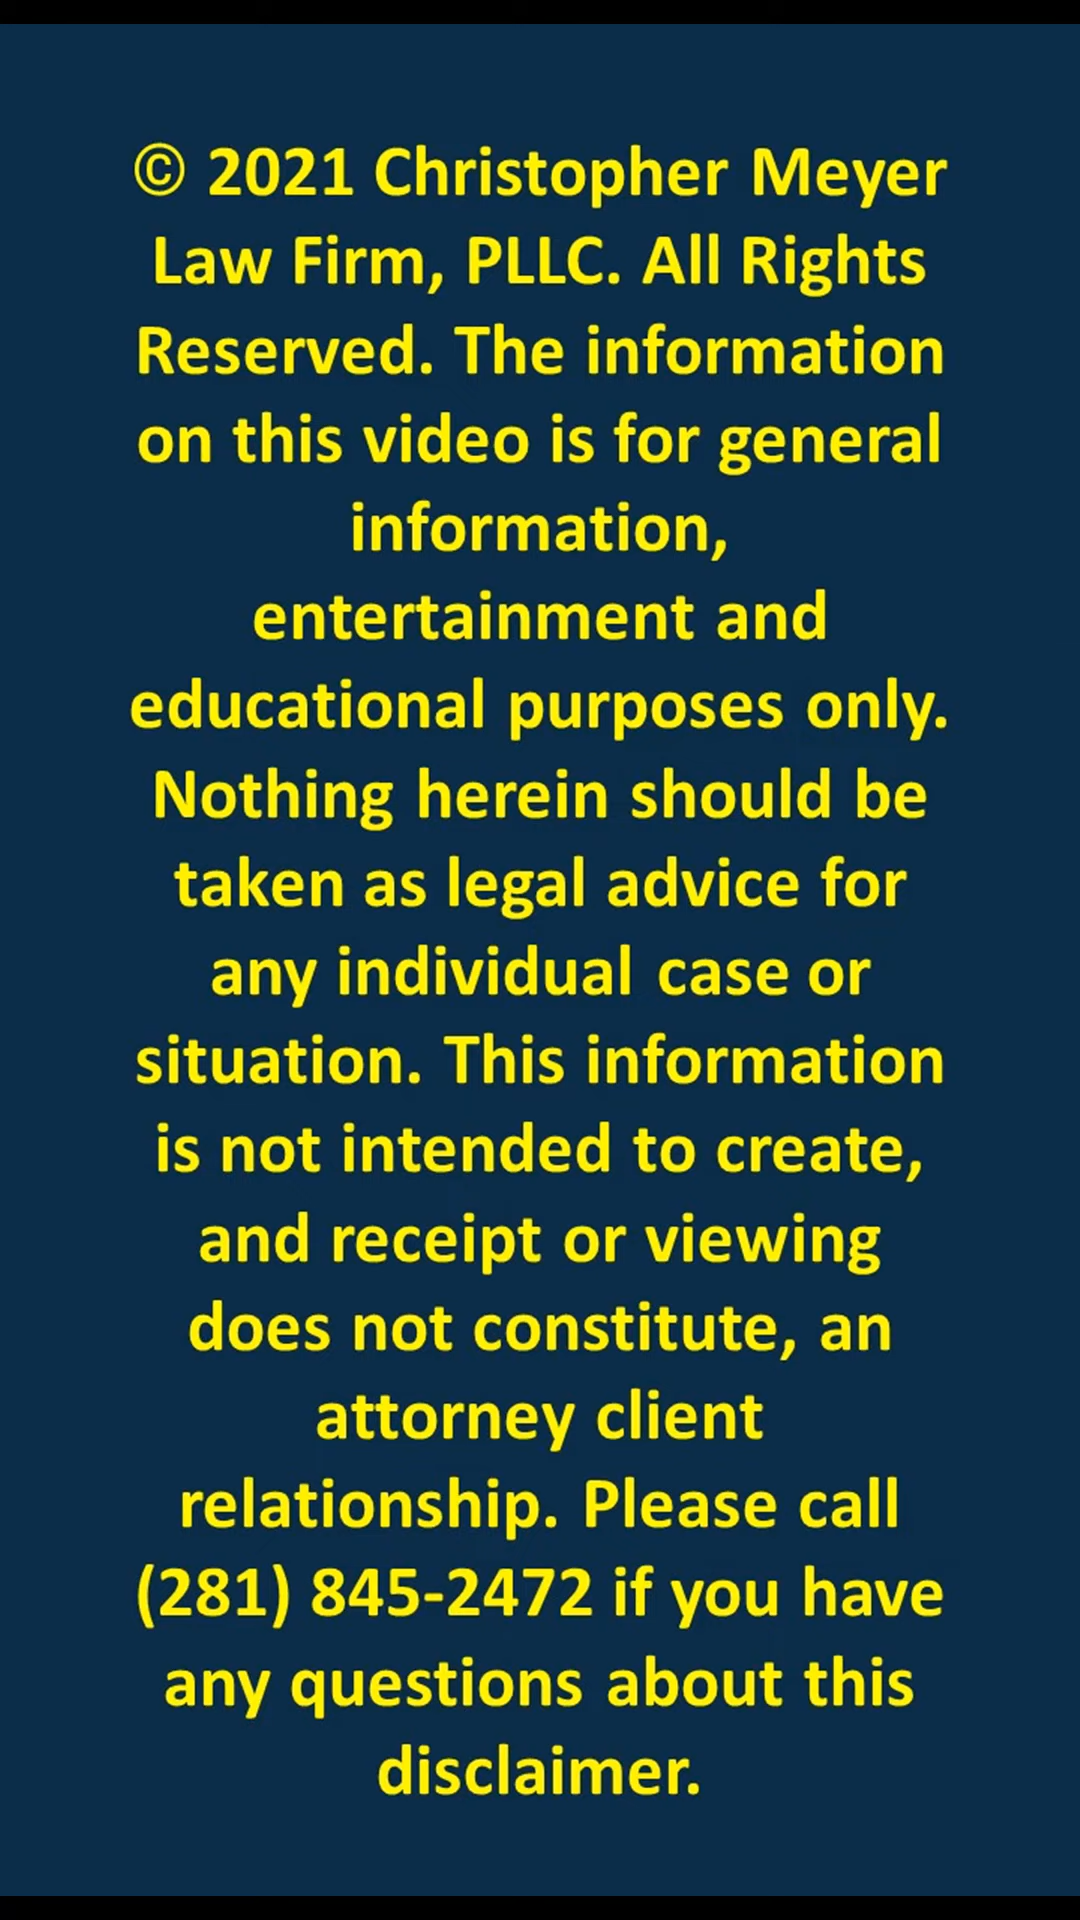 © 2021 Christopher Meyer
Law Firm, PLLC. All Rights
Reserved. The information
on this video is for general
information,
entertainment and
educational purposes only.
Nothing herein should be
taken as legal advice for
any individual case or
situation. This information
is not intended to create,
and receipt or viewing
does not constitute, an
attorney client
relationship. Please call
(281) 845-2472 if you have
any questions about this
disclaimer.